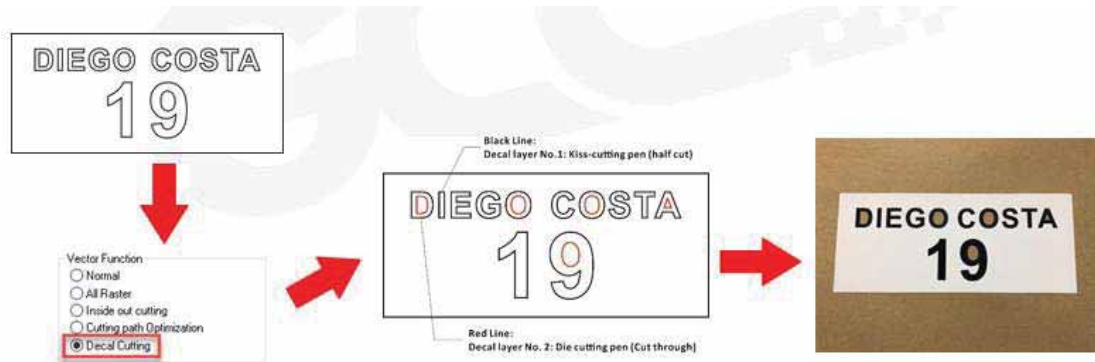 DIEGO COSTA
19
Vector Function
Normal
All Raster
Inside out cutting
Cutting path Optimization
Decal Cutting
Black Line:
Decal layer No.1: Kiss-cutting pen (half cut)
DIEGO COSTA
19
Red Line:
Decal layer No. 2: Die cutting pen (Cut through)
DIEGO COSTA
19